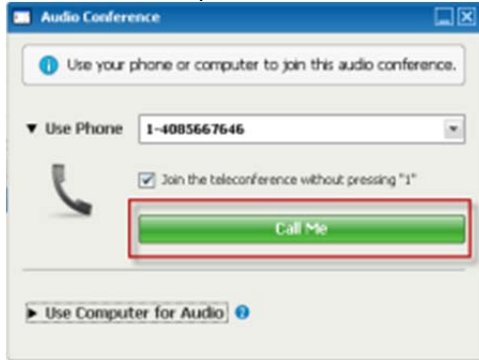 Audio Conference
Use your phone or computer to join this audio conference.
Use Phone
1-4085667646
Join the teleconference without pressing "1"
Call Me
Use Computer for Audio